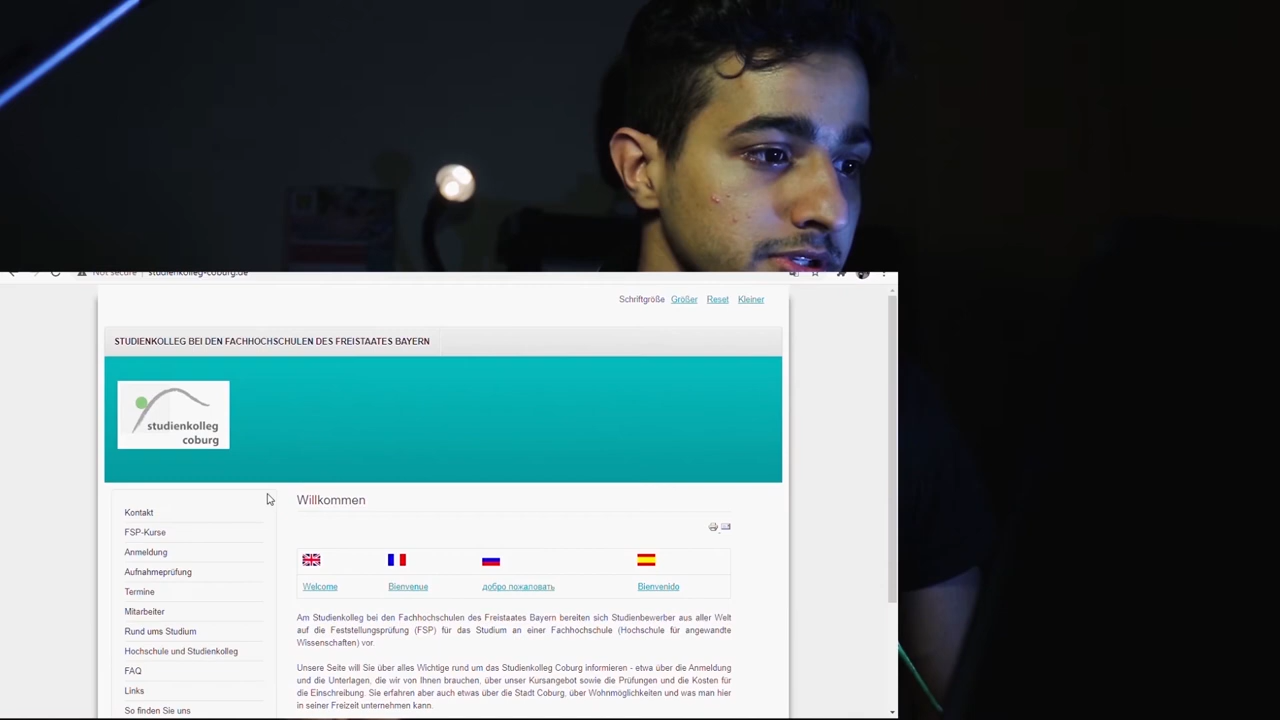 Not secure studienkolleg-coburg.de
Schriftgröße Größer Reset Kleiner
STUDIENKOLLEG BEI DEN FACHHOCHSCHULEN DES FREISTAATES BAYERN
studienkolleg
coburg
Kontakt
FSP-Kurse
Anmeldung
Aufnahmeprüfung
Termine
Mitarbeiter
Rund ums Studium
Hochschule und Studienkolleg
FAQ
Links
So finden Sie uns
Willkommen
Welcome Bienvenue добро пожаловать Bienvenido
Am Studienkolleg bei den Fachhochschulen des Freistaates Bayern bereiten sich Studienbewerber aus aller Welt
auf die Feststellungsprüfung (FSP) für das Studium an einer Fachhochschule (Hochschule für angewandte
Wissenschaften) vor.
Unsere Seite will Sie über alles Wichtige rund um das Studienkolleg Coburg informieren - etwa über die Anmeldung
und die Unterlagen, die wir von Ihnen brauchen, über unser Kursangebot sowie die Prüfungen und die Kosten für
die Einschreibung. Sie erfahren aber auch etwas über die Stadt Coburg, über Wohnmöglichkeiten und was man hier
in seiner Freizeit unternehmen kann.